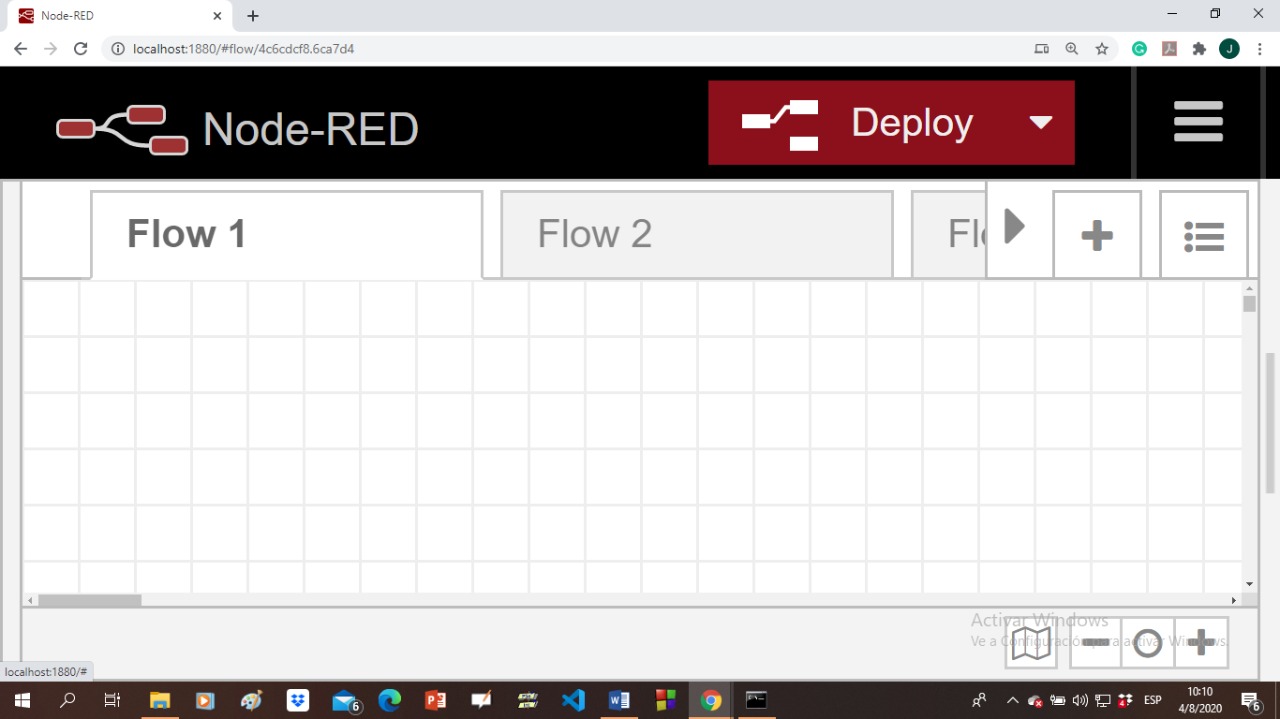 Node-RED
localhost:1880/#flow/4c6cdcf8.6ca7d4
J
Node-RED
Deploy
Flow 1
Flow 2
Activar Windows
Ve a Configuración para activar Windows.
localhost:1880/#
6
ESP
10:10
4/8/2020
6